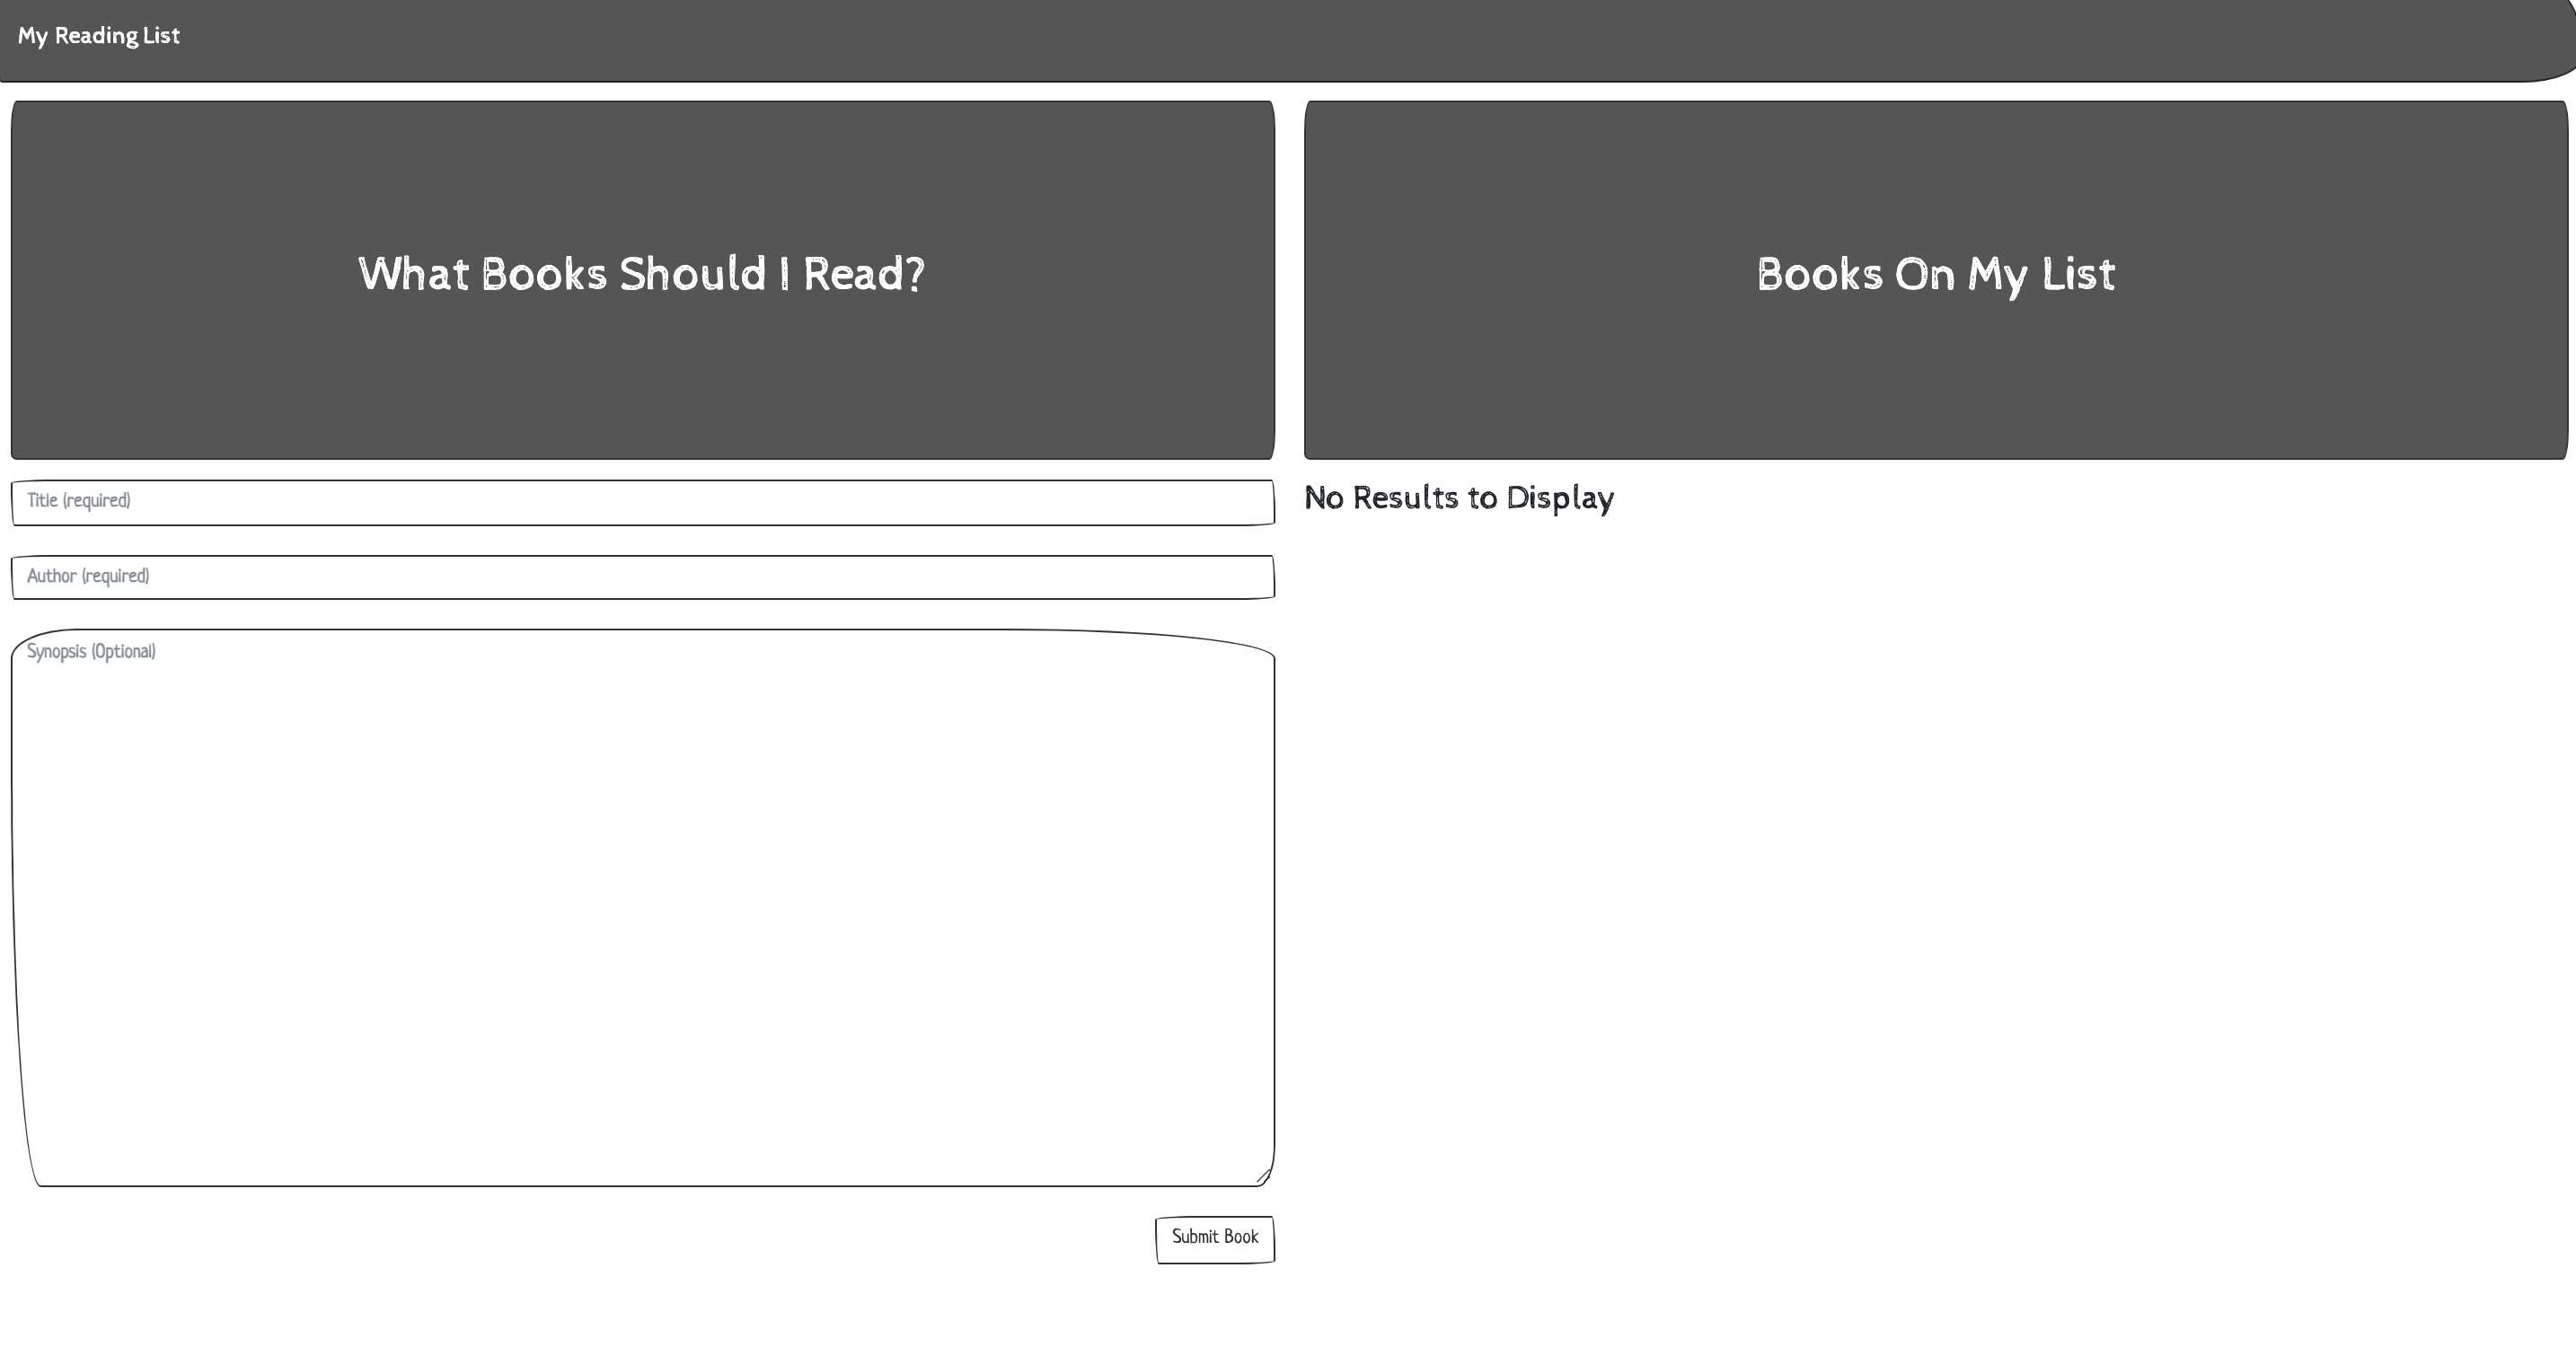 My Reading List
What Books Should I Read?
Title (required)
Author (required)
Synopsis (Optional)
Submit Book
Books On My List
No Results to Display